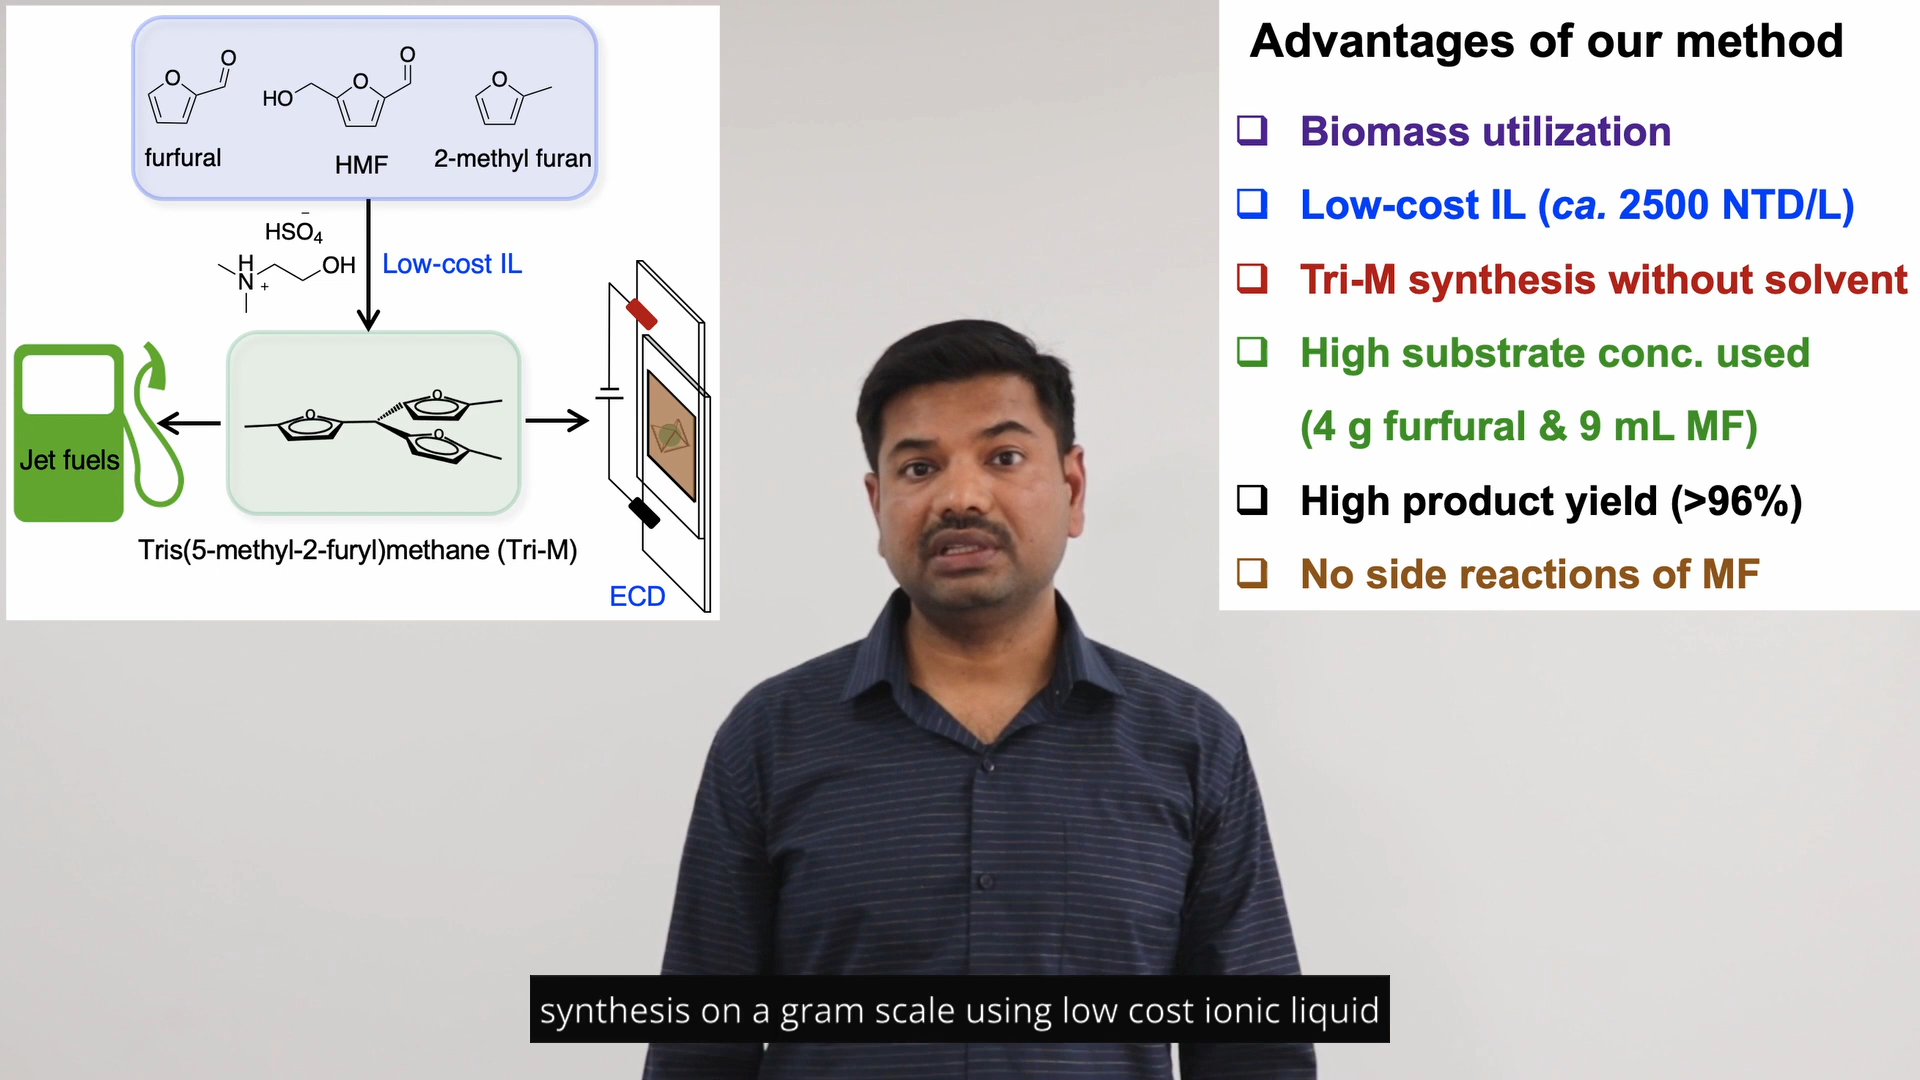 O
O
HO
O
O
O
furfural
HMF
2-methyl furan
HSO4-
H
N
+
OH
Low-cost IL
Jet fuels
O
O
O
Tris(5-methyl-2-furyl)methane (Tri-M)
ECD
Advantages of our method
❑ Biomass utilization
❑ Low-cost IL (ca. 2500 NTD/L)
❑ Tri-M synthesis without solvent
❑ High substrate conc. used
(4 g furfural & 9 mL MF)
❑ High product yield (>96%)
❑ No side reactions of MF
synthesis on a gram scale using low cost ionic liquid